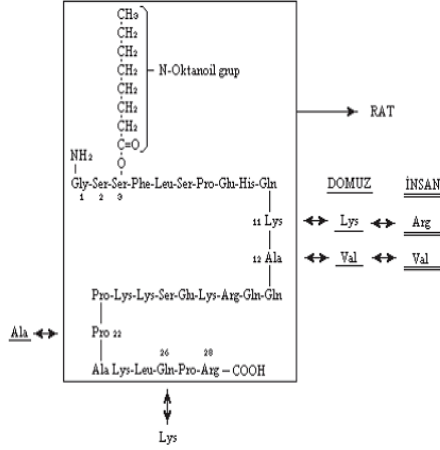 CH3
CH2
CH2
CH2
N-Oktanoil grup
CH2
CH2
CH2
C=O
RAT
NH2
O
Gly-Ser-Ser-Phe-Leu-Ser-Pro-Glu-His-Gln
DOMUZ
İNSAN
1 2 3
11 Lys
Lys
Arg
12 Ala
Val
Val
Pro-Lys-Lys-Ser-Glu-Lys-Arg-Gln-Gln
Ala
Pro 22
26 28
Ala Lys-Leu-Gln-Pro-Arg – COOH
Lys